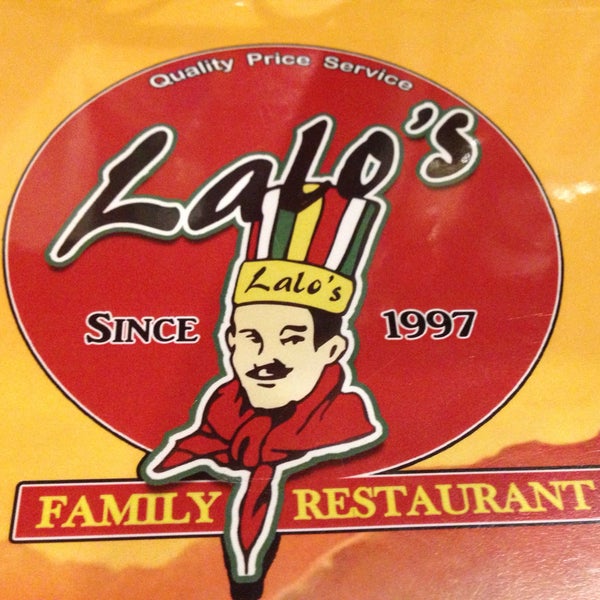 Quality Price Service
Lalo's
Lalo's
SINCE 1997
FAMILY RESTAURANT